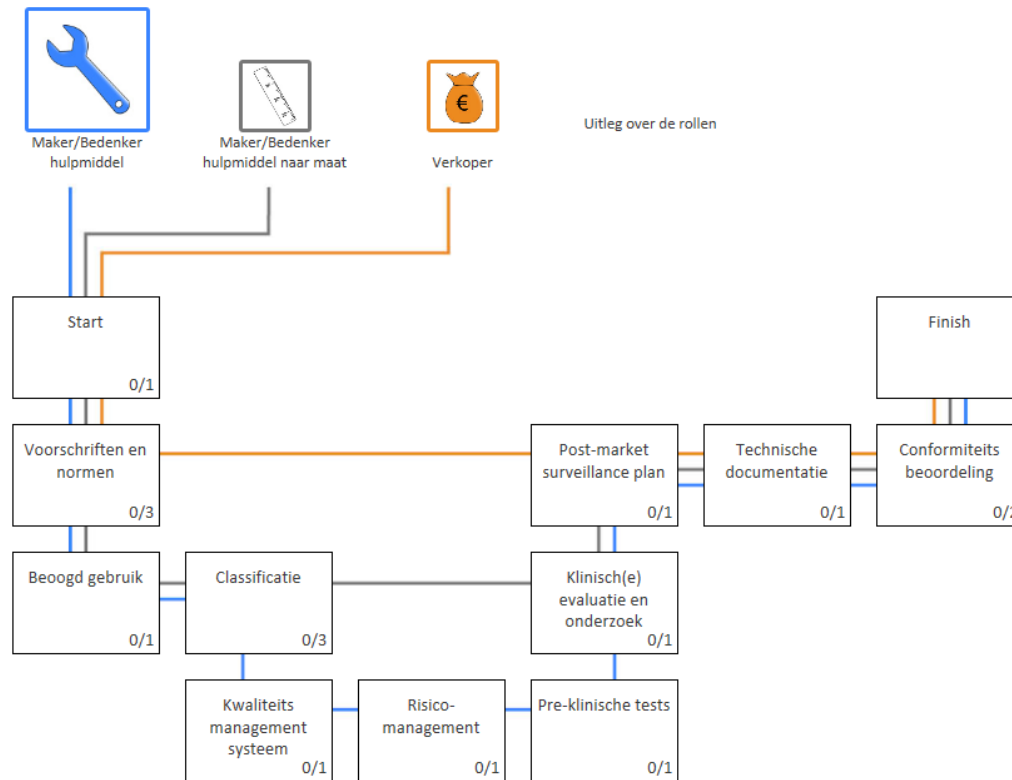 €
Maker/Bedenker
hulpmiddel
Maker/Bedenker
hulpmiddel naar maat
Verkoper
Uitleg over de rollen
Start
0/1
Finish
Voorschriften en
normen
0/3
Post-market
surveillance plan
0/1
Technische
documentatie
0/1
Conformiteits
beoordeling
0/2
Beoogd gebruik
0/1
Classificatie
0/3
Klinisch(e)
evaluatie en
onderzoek
0/1
Kwaliteits
management
systeem
0/1
Risico-
management
0/1
Pre-klinische tests
0/1